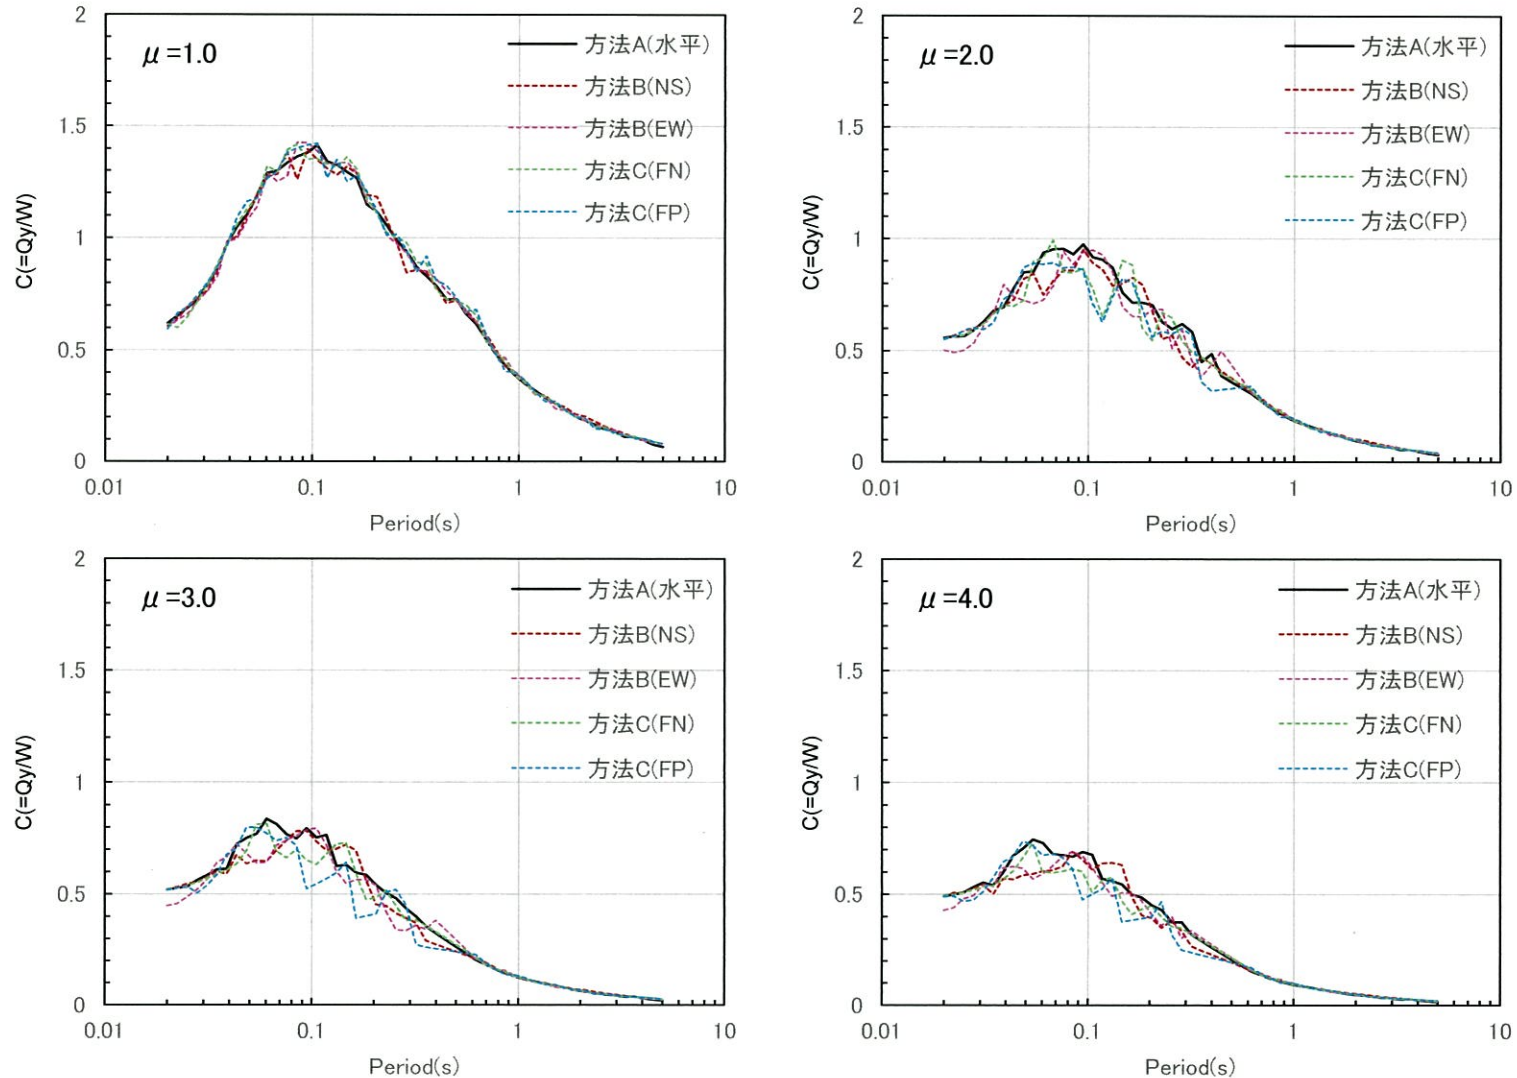 μ=1.0
方法A(水平)
方法B(NS)
方法B(EW)
方法C(FN)
方法C(FP)
2
1.5
1
0.5
0
C(=Qy/W)
0.01
0.1
1
10
Period(s)
μ=2.0
方法A(水平)
方法B(NS)
方法B(EW)
方法C(FN)
方法C(FP)
2
1.5
1
0.5
0
C(=Qy/W)
0.01
0.1
1
10
Period(s)
μ=3.0
方法A(水平)
方法B(NS)
方法B(EW)
方法C(FN)
方法C(FP)
2
1.5
1
0.5
0
C(=Qy/W)
0.01
0.1
1
10
Period(s)
μ=4.0
方法A(水平)
方法B(NS)
方法B(EW)
方法C(FN)
方法C(FP)
2
1.5
1
0.5
0
C(=Qy/W)
0.01
0.1
1
10
Period(s)